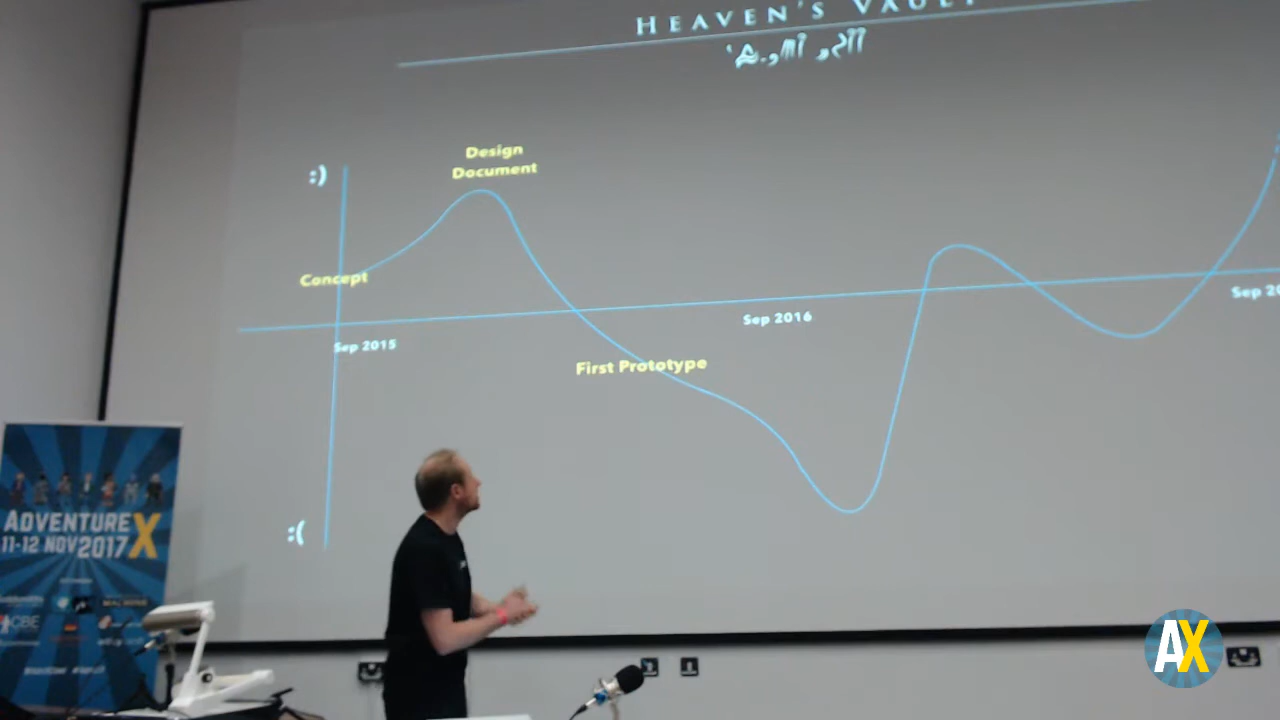 HEAVEN'S VAULT
:)
Design
Document
Concept
Sep 2015
Sep 2016
First Prototype
:(
ADVENTURE X
11-12 NOV 2017
AX